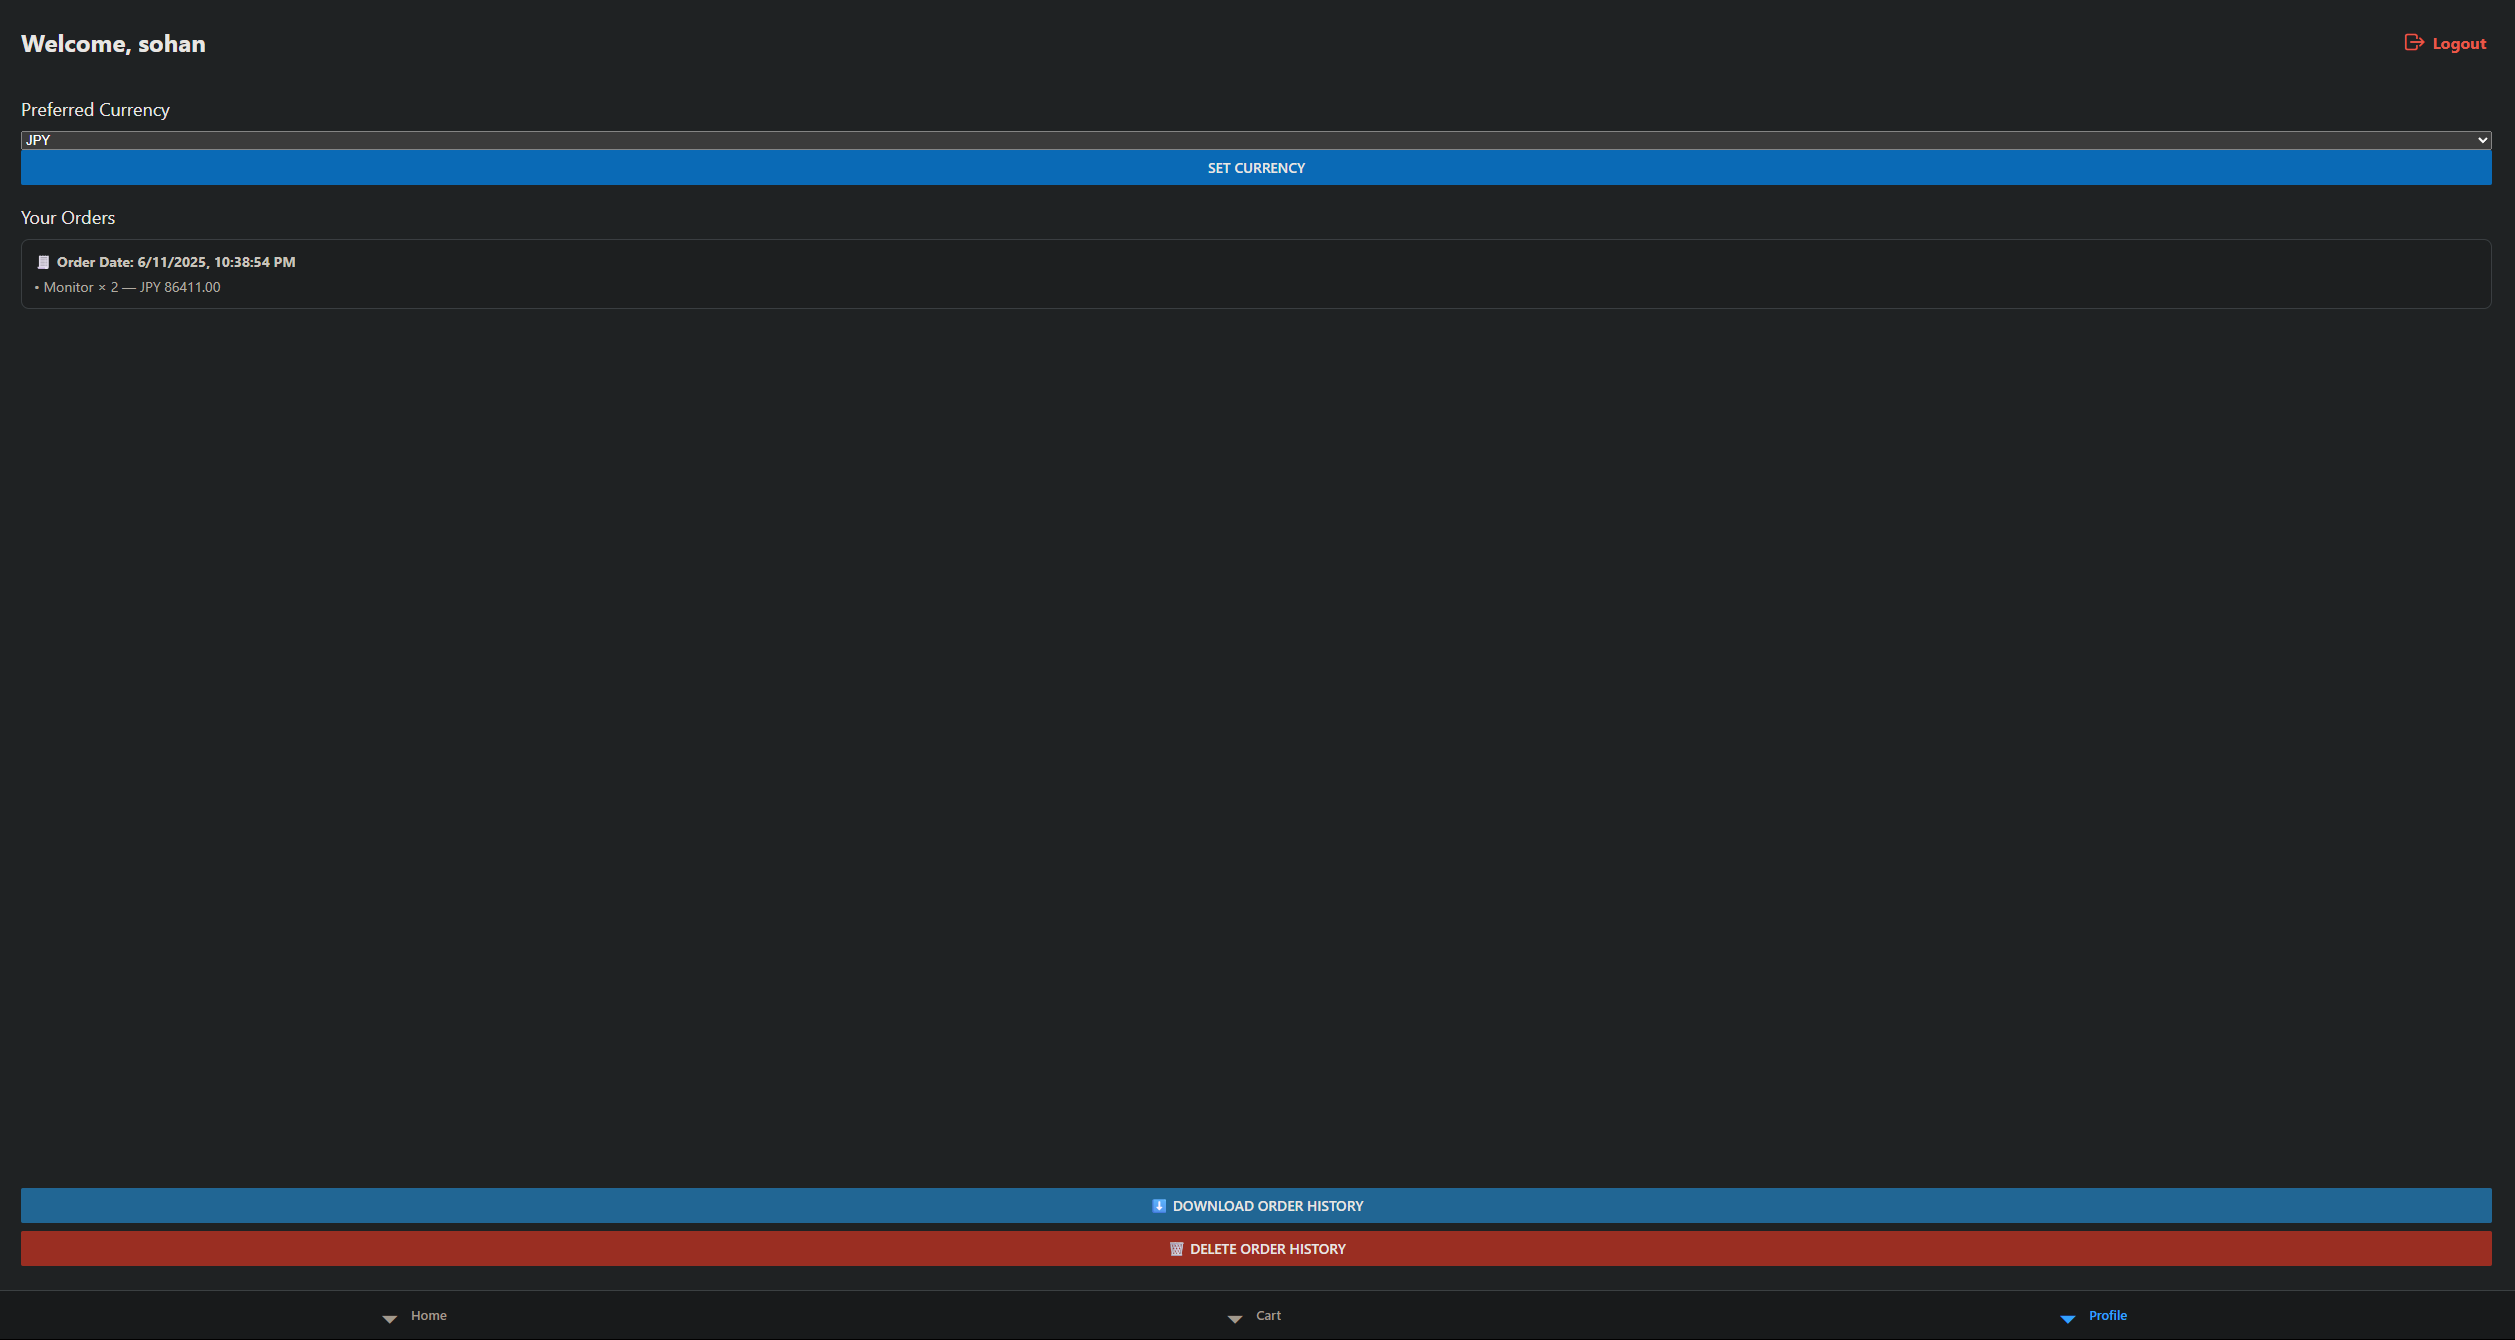 Welcome, sohan
Logout
Preferred Currency
JPY
SET CURRENCY
Your Orders
Order Date: 6/11/2025, 10:38:54 PM
• Monitor × 2 — JPY 86411.00
DOWNLOAD ORDER HISTORY
DELETE ORDER HISTORY
Home
Cart
Profile